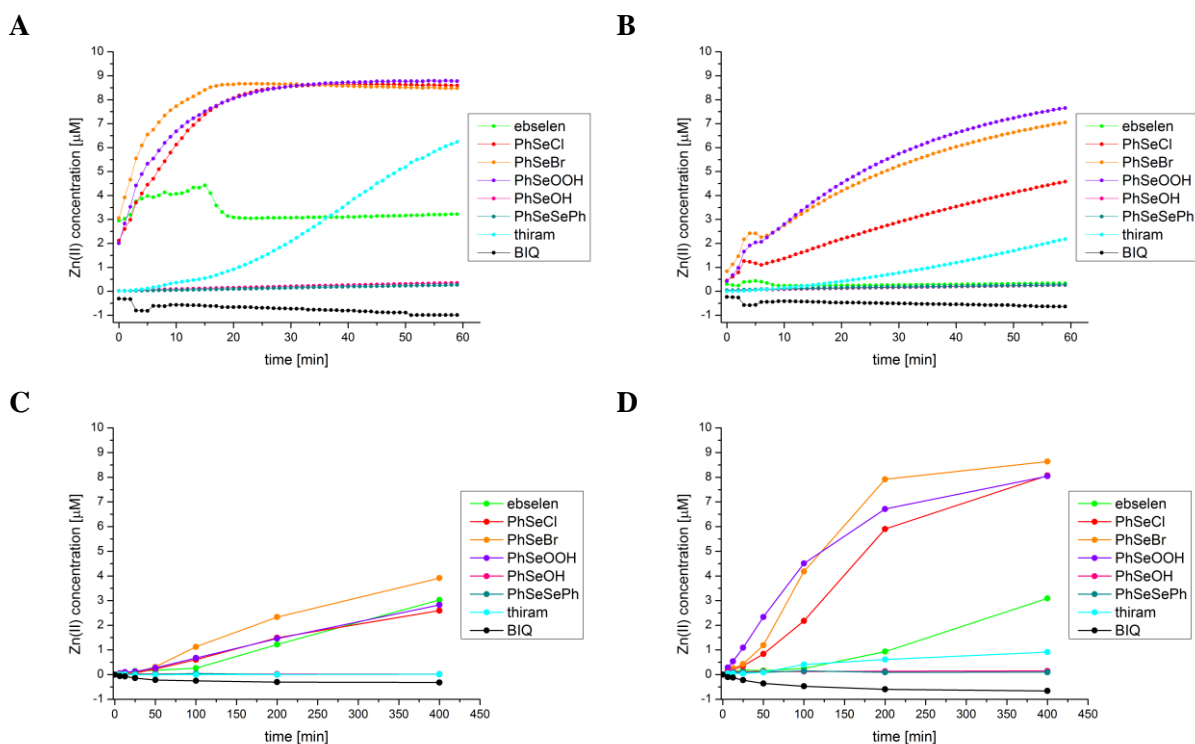 A
10
9
8
7
6
5
4
3
2
1
0
-1
Zn(II) concentration [µM]
0 10 20 30 40 50 60
time [min]
ebselen
PhSeCl
PhSeBr
PhSeOOH
PhSeOH
PhSeSePh
thiram
BIQ
B
10
9
8
7
6
5
4
3
2
1
0
-1
Zn(II) concentration [µM]
0 10 20 30 40 50 60
time [min]
ebselen
PhSeCl
PhSeBr
PhSeOOH
PhSeOH
PhSeSePh
thiram
BIQ
C
10
9
8
7
6
5
4
3
2
1
0
-1
Zn(II) concentration [µM]
0 50 100 150 200 250 300 350 400 450
time [min]
ebselen
PhSeCl
PhSeBr
PhSeOOH
PhSeOH
PhSeSePh
thiram
BIQ
D
10
9
8
7
6
5
4
3
2
1
0
-1
Zn(II) concentration [µM]
0 50 100 150 200 250 300 350 400 450
time [min]
ebselen
PhSeCl
PhSeBr
PhSeOOH
PhSeOH
PhSeSePh
thiram
BIQ